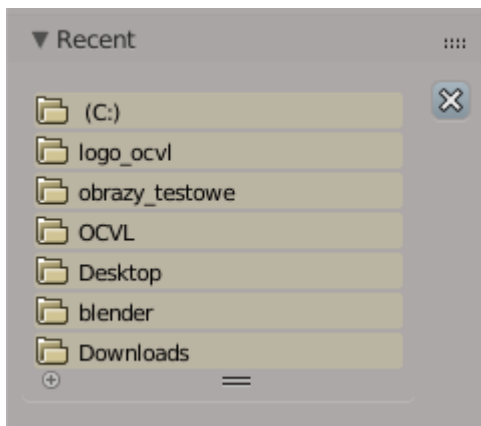 Recent
(C:)
logo_ocvl
obrazy_testowe
OCVL
Desktop
blender
Downloads